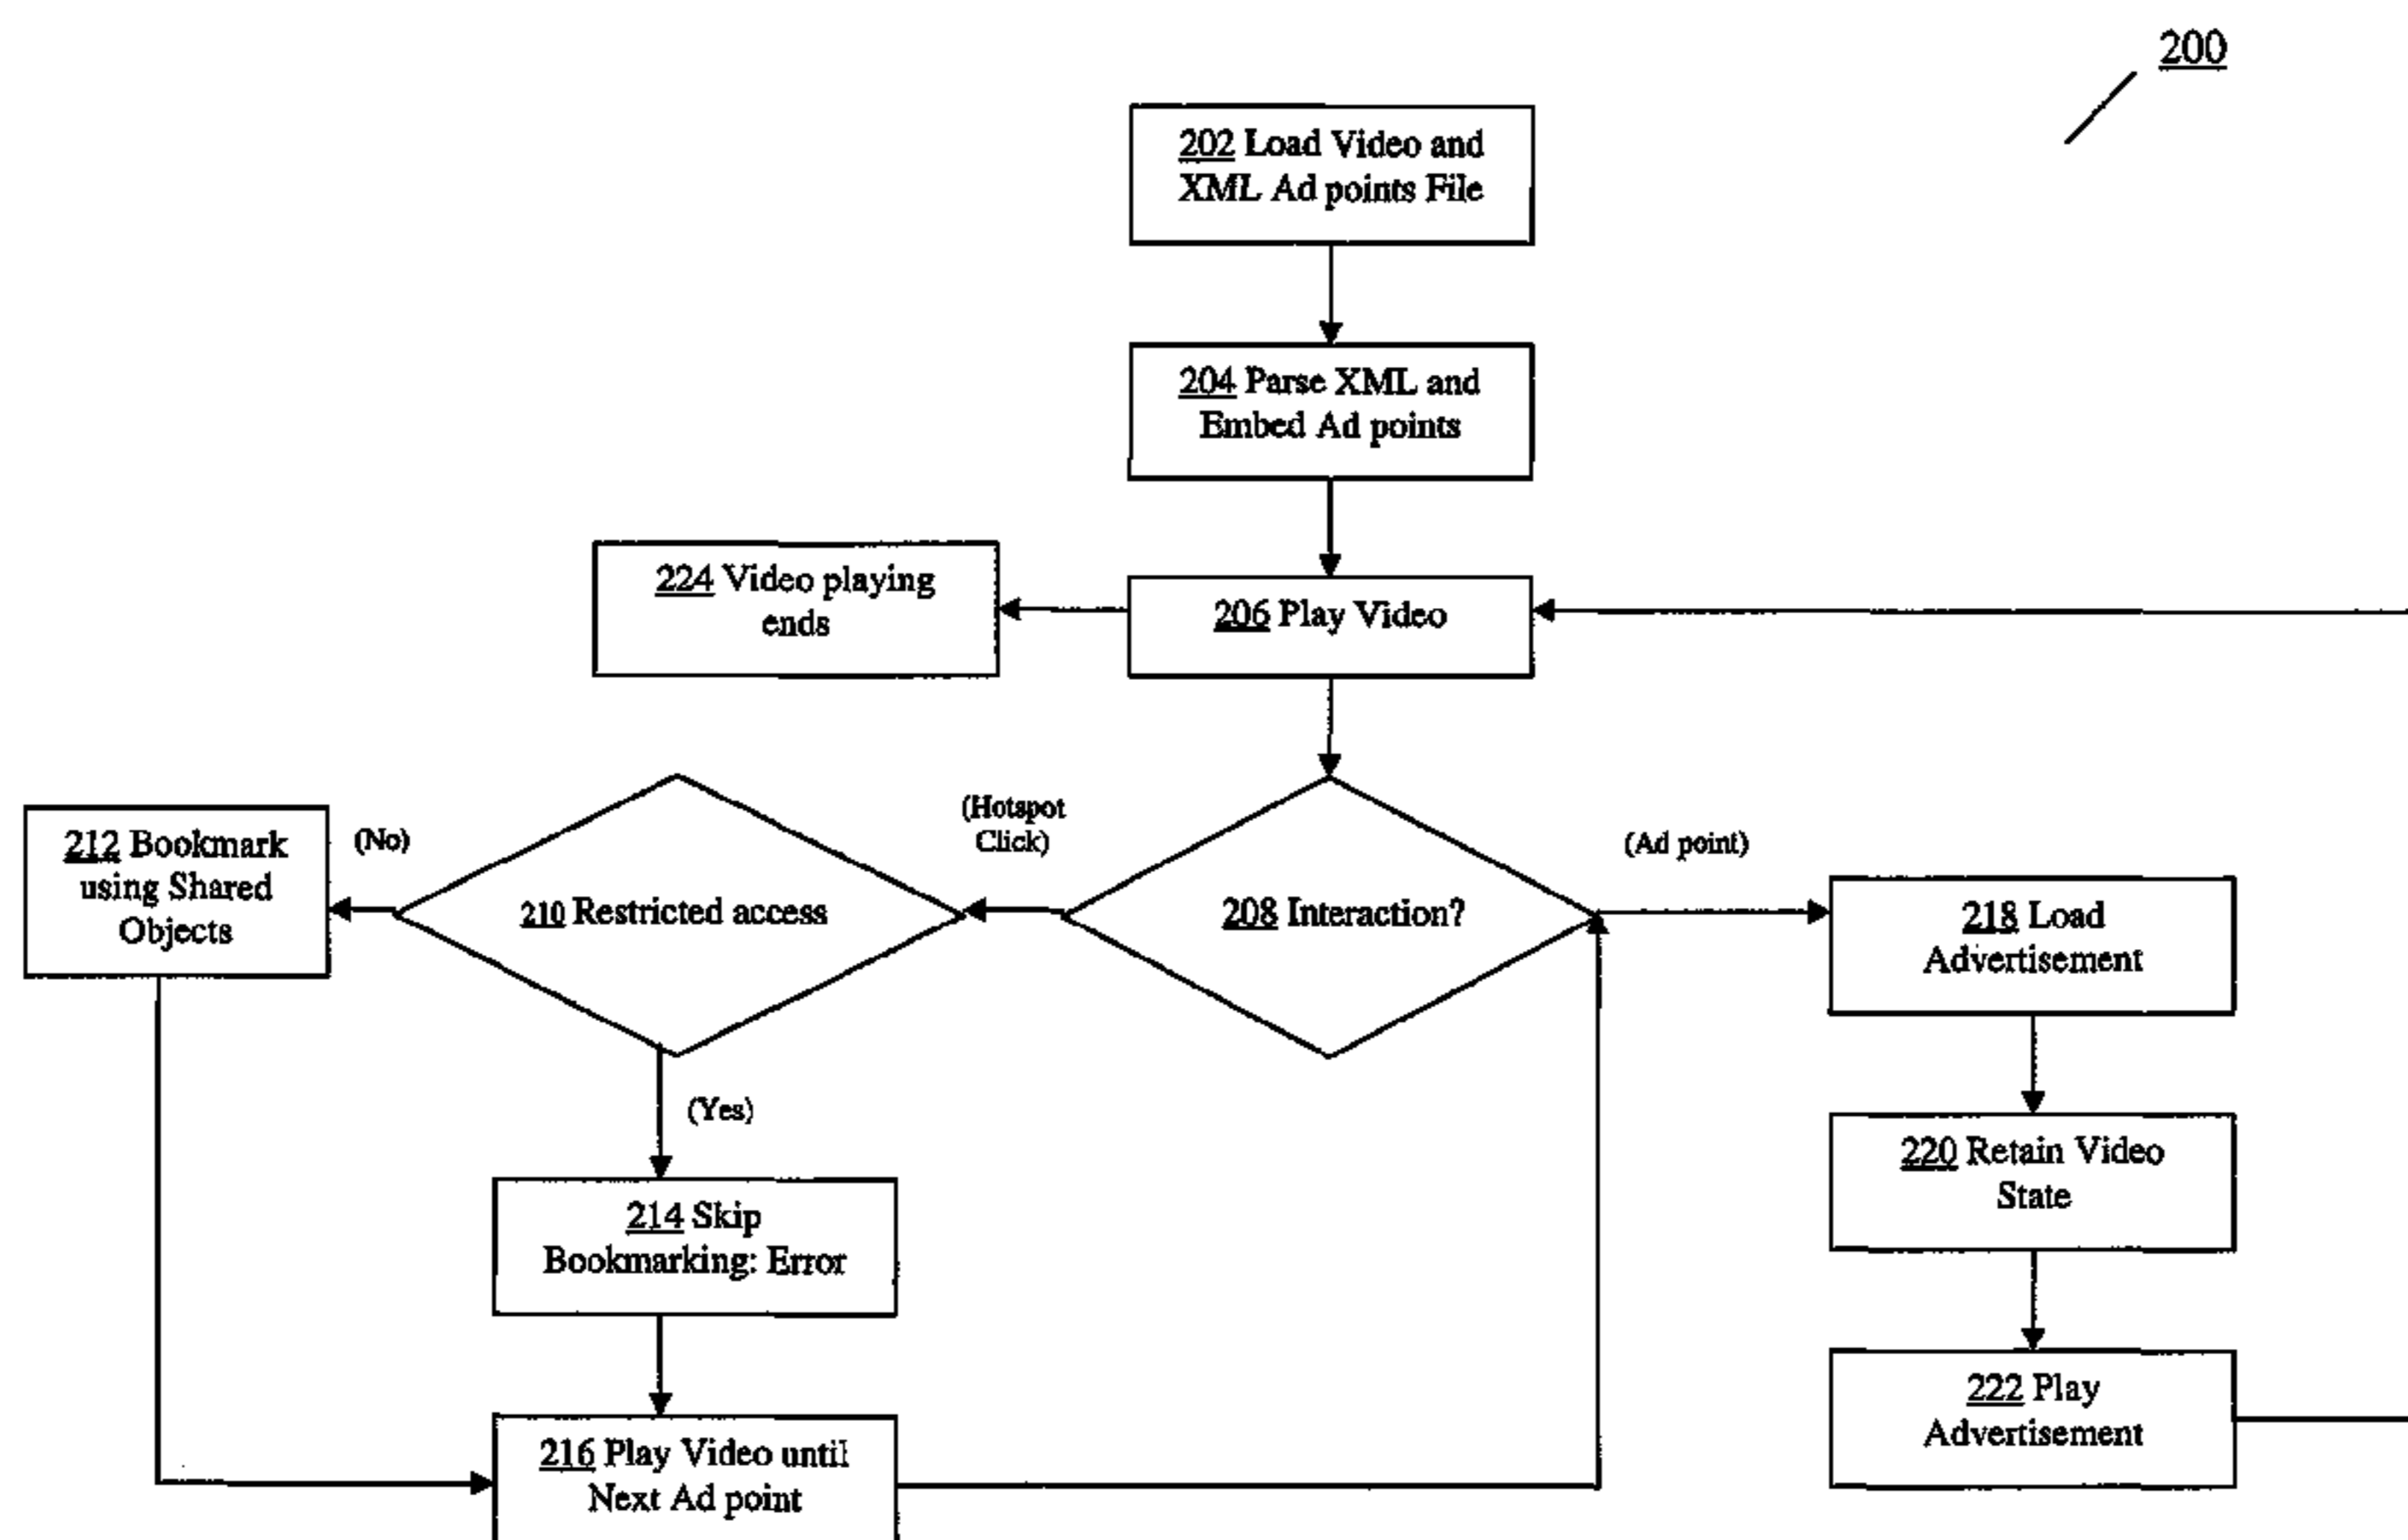 200
202 Load Video and
XML Ad points File
204 Parse XML and
Embed Ad points
224 Video playing
ends
206 Play Video
212 Bookmark
using Shared
Objects
(No)
210 Restricted access
(Hotspot
Click)
208 Interaction?
(Ad point)
218 Load
Advertisement
(Yes)
214 Skip
Bookmarking: Error
220 Retain Video
State
216 Play Video until
Next Ad point
222 Play
Advertisement